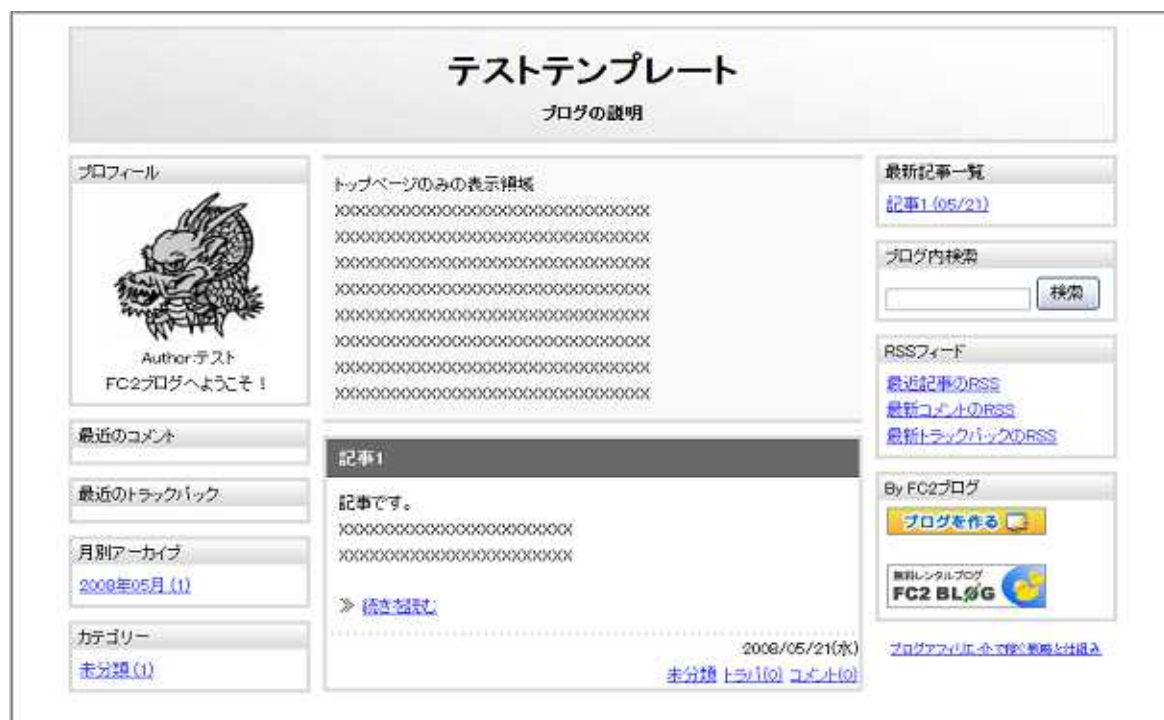 テストテンプレート
ブログの説明
プロフィール
Author:テスト
FC2ブログへようこそ！
最近のコメント
最近のトラックバック
月別アーカイブ
2008年05月 (1)
カテゴリー
未分類 (1)
トップページのみの表示領域
XXXXXXXXXXXXXXXXXXXXXXXXXXXXXXXX
XXXXXXXXXXXXXXXXXXXXXXXXXXXXXXXX
XXXXXXXXXXXXXXXXXXXXXXXXXXXXXXXX
XXXXXXXXXXXXXXXXXXXXXXXXXXXXXXXX
XXXXXXXXXXXXXXXXXXXXXXXXXXXXXXXX
XXXXXXXXXXXXXXXXXXXXXXXXXXXXXXXX
XXXXXXXXXXXXXXXXXXXXXXXXXXXXXXXX
XXXXXXXXXXXXXXXXXXXXXXXXXXXXXXXX
記事1
記事です。
XXXXXXXXXXXXXXXXXXXXXXXX
XXXXXXXXXXXXXXXXXXXXXXXX
≫ 続きを読む
2008/05/21(水)
未分類 トラバ(0) コメント(0)
最新記事一覧
記事1 (05/21)
ブログ内検索
検索
RSSフィード
最近記事のRSS
最新コメントのRSS
最新トラックバックのRSS
By FC2ブログ
ブログを作る
無料レンタルブログ
FC2 BLOG
ブログアフィリエイトで稼ぐ戦略と仕組み